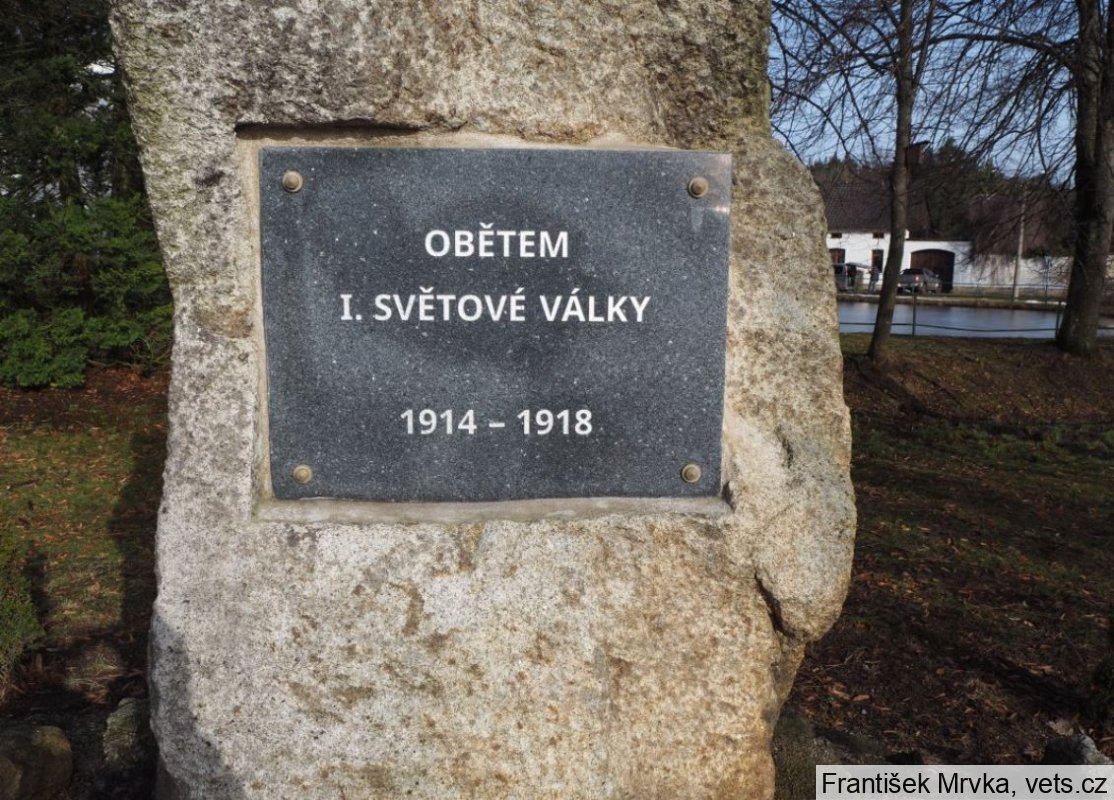 OBĚTEM
I. SVĚTOVÉ VÁLKY
1914 – 1918
František Mrvka, vets.cz